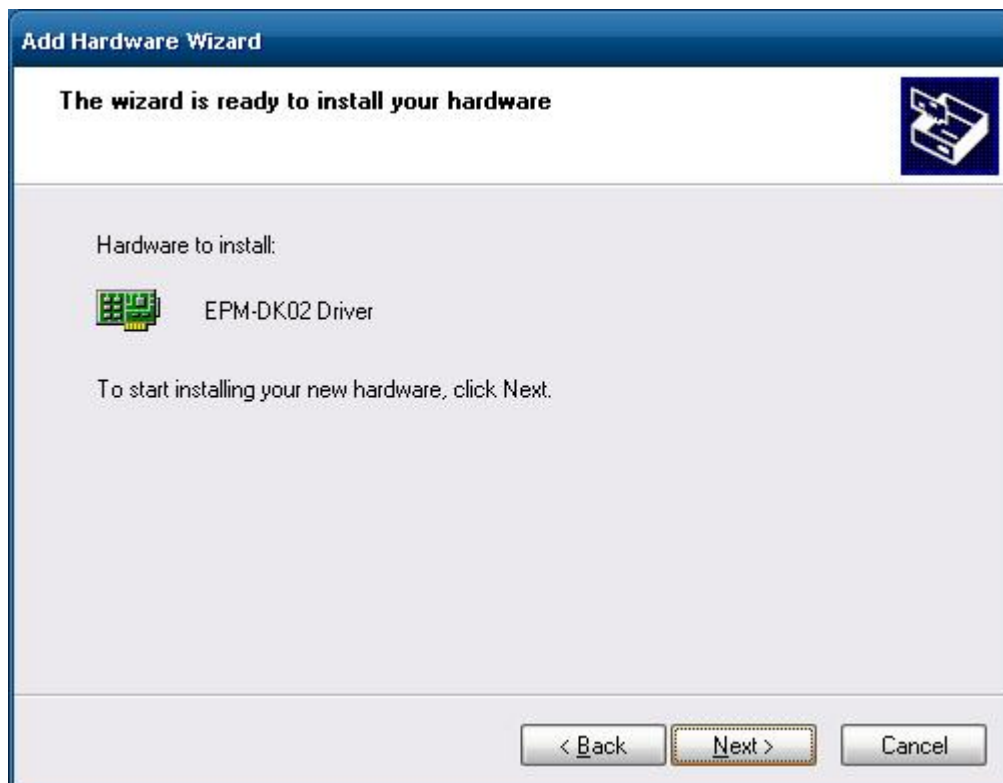 Add Hardware Wizard
The wizard is ready to install your hardware
Hardware to install:
EPM-DK02 Driver
To start installing your new hardware, click Next.
< Back Next > Cancel